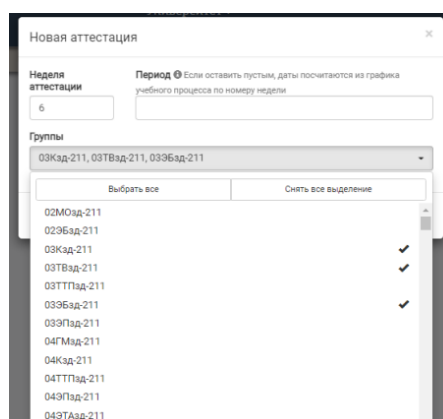 Университет
Новая аттестация
×
Неделя аттестации
Период Если оставить пустым, даты посчитаются из графика учебного процесса по номеру недели
6
Группы
03Кзд-211, 03ТВзд-211, 03ЭБзд-211
Выбрать все
Снять все выделение
02МОзд-211
02ЭБзд-211
03Кзд-211
03ТВзд-211
03ТТПзд-211
03ЭБзд-211
03ЭПзд-211
04ГМзд-211
04Кзд-211
04ТТПзд-211
04ЭПзд-211
04ЭТАзд-211